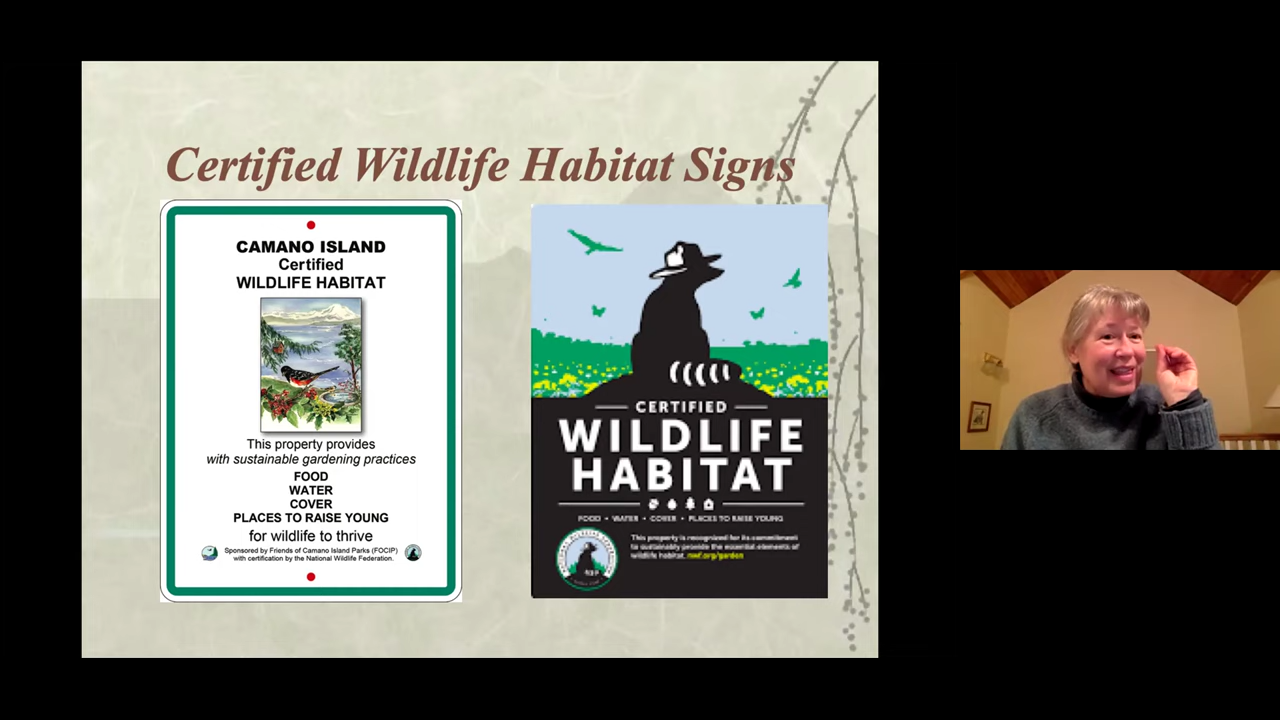 Certified Wildlife Habitat Signs
CAMANO ISLAND
Certified
WILDLIFE HABITAT
This property provides
with sustainable gardening practices
FOOD
WATER
COVER
PLACES TO RAISE YOUNG
for wildlife to thrive
Sponsored by Friends of Camano Island Parks (FOCIP)
with certification by the National Wildlife Federation.
CERTIFIED
WILDLIFE
HABITAT
FOOD • WATER • COVER • PLACES TO RAISE YOUNG
This property is recognized for its commitment
to sustainably provide the essential elements of
wildlife habitat. nwf.org/garden